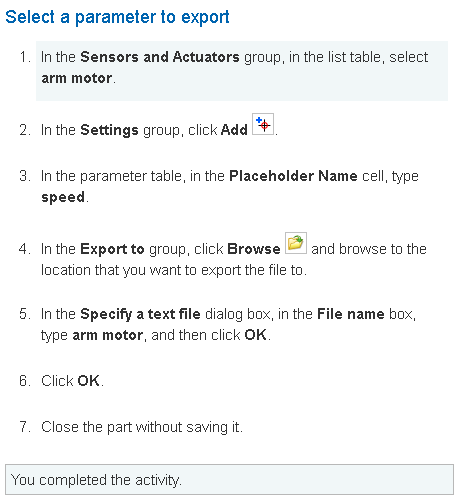 Select a parameter to export
1. In the Sensors and Actuators group, in the list table, select
arm motor.
2. In the Settings group, click Add .
3. In the parameter table, in the Placeholder Name cell, type
speed.
4. In the Export to group, click Browse and browse to the
location that you want to export the file to.
5. In the Specify a text file dialog box, in the File name box,
type arm motor, and then click OK.
6. Click OK.
7. Close the part without saving it.
You completed the activity.